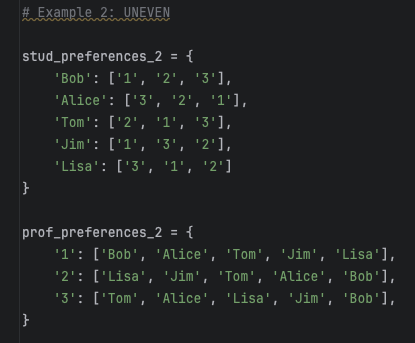 # Example 2: UNEVEN
stud_preferences_2 = {
    'Bob': ['1', '2', '3'],
    'Alice': ['3', '2', '1'],
    'Tom': ['2', '1', '3'],
    'Jim': ['1', '3', '2'],
    'Lisa': ['3', '1', '2']
}
prof_preferences_2 = {
    '1': ['Bob', 'Alice', 'Tom', 'Jim', 'Lisa'],
    '2': ['Lisa', 'Jim', 'Tom', 'Alice', 'Bob'],
    '3': ['Tom', 'Alice', 'Lisa', 'Jim', 'Bob'],
}